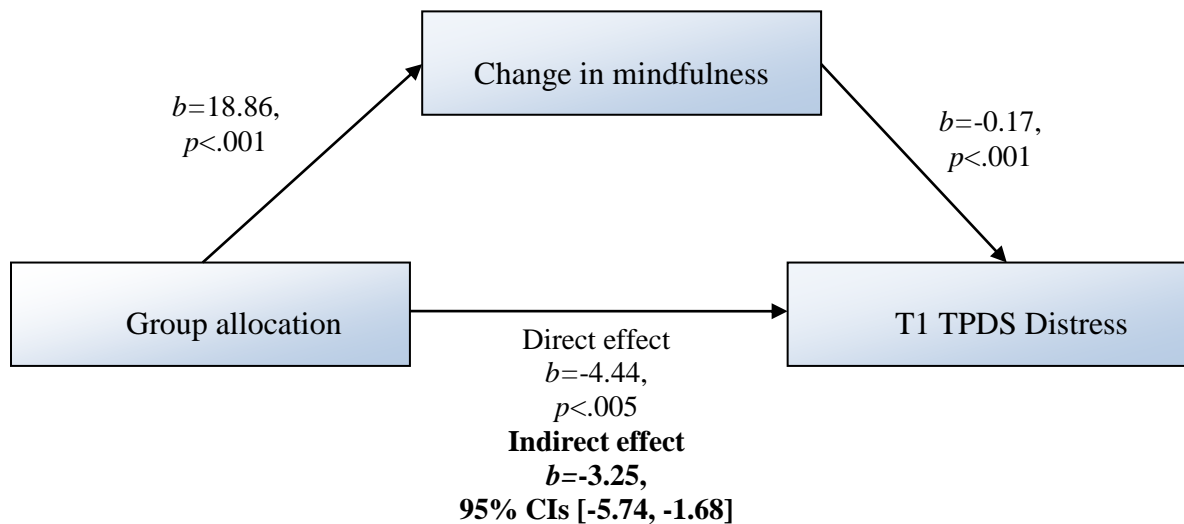 Change in mindfulness
b=18.86,
p<.001
b=-0.17,
p<.001
Group allocation
T1 TPDS Distress
Direct effect
b=-4.44,
p<.005
Indirect effect
b=-3.25,
95% CIs [-5.74, -1.68]